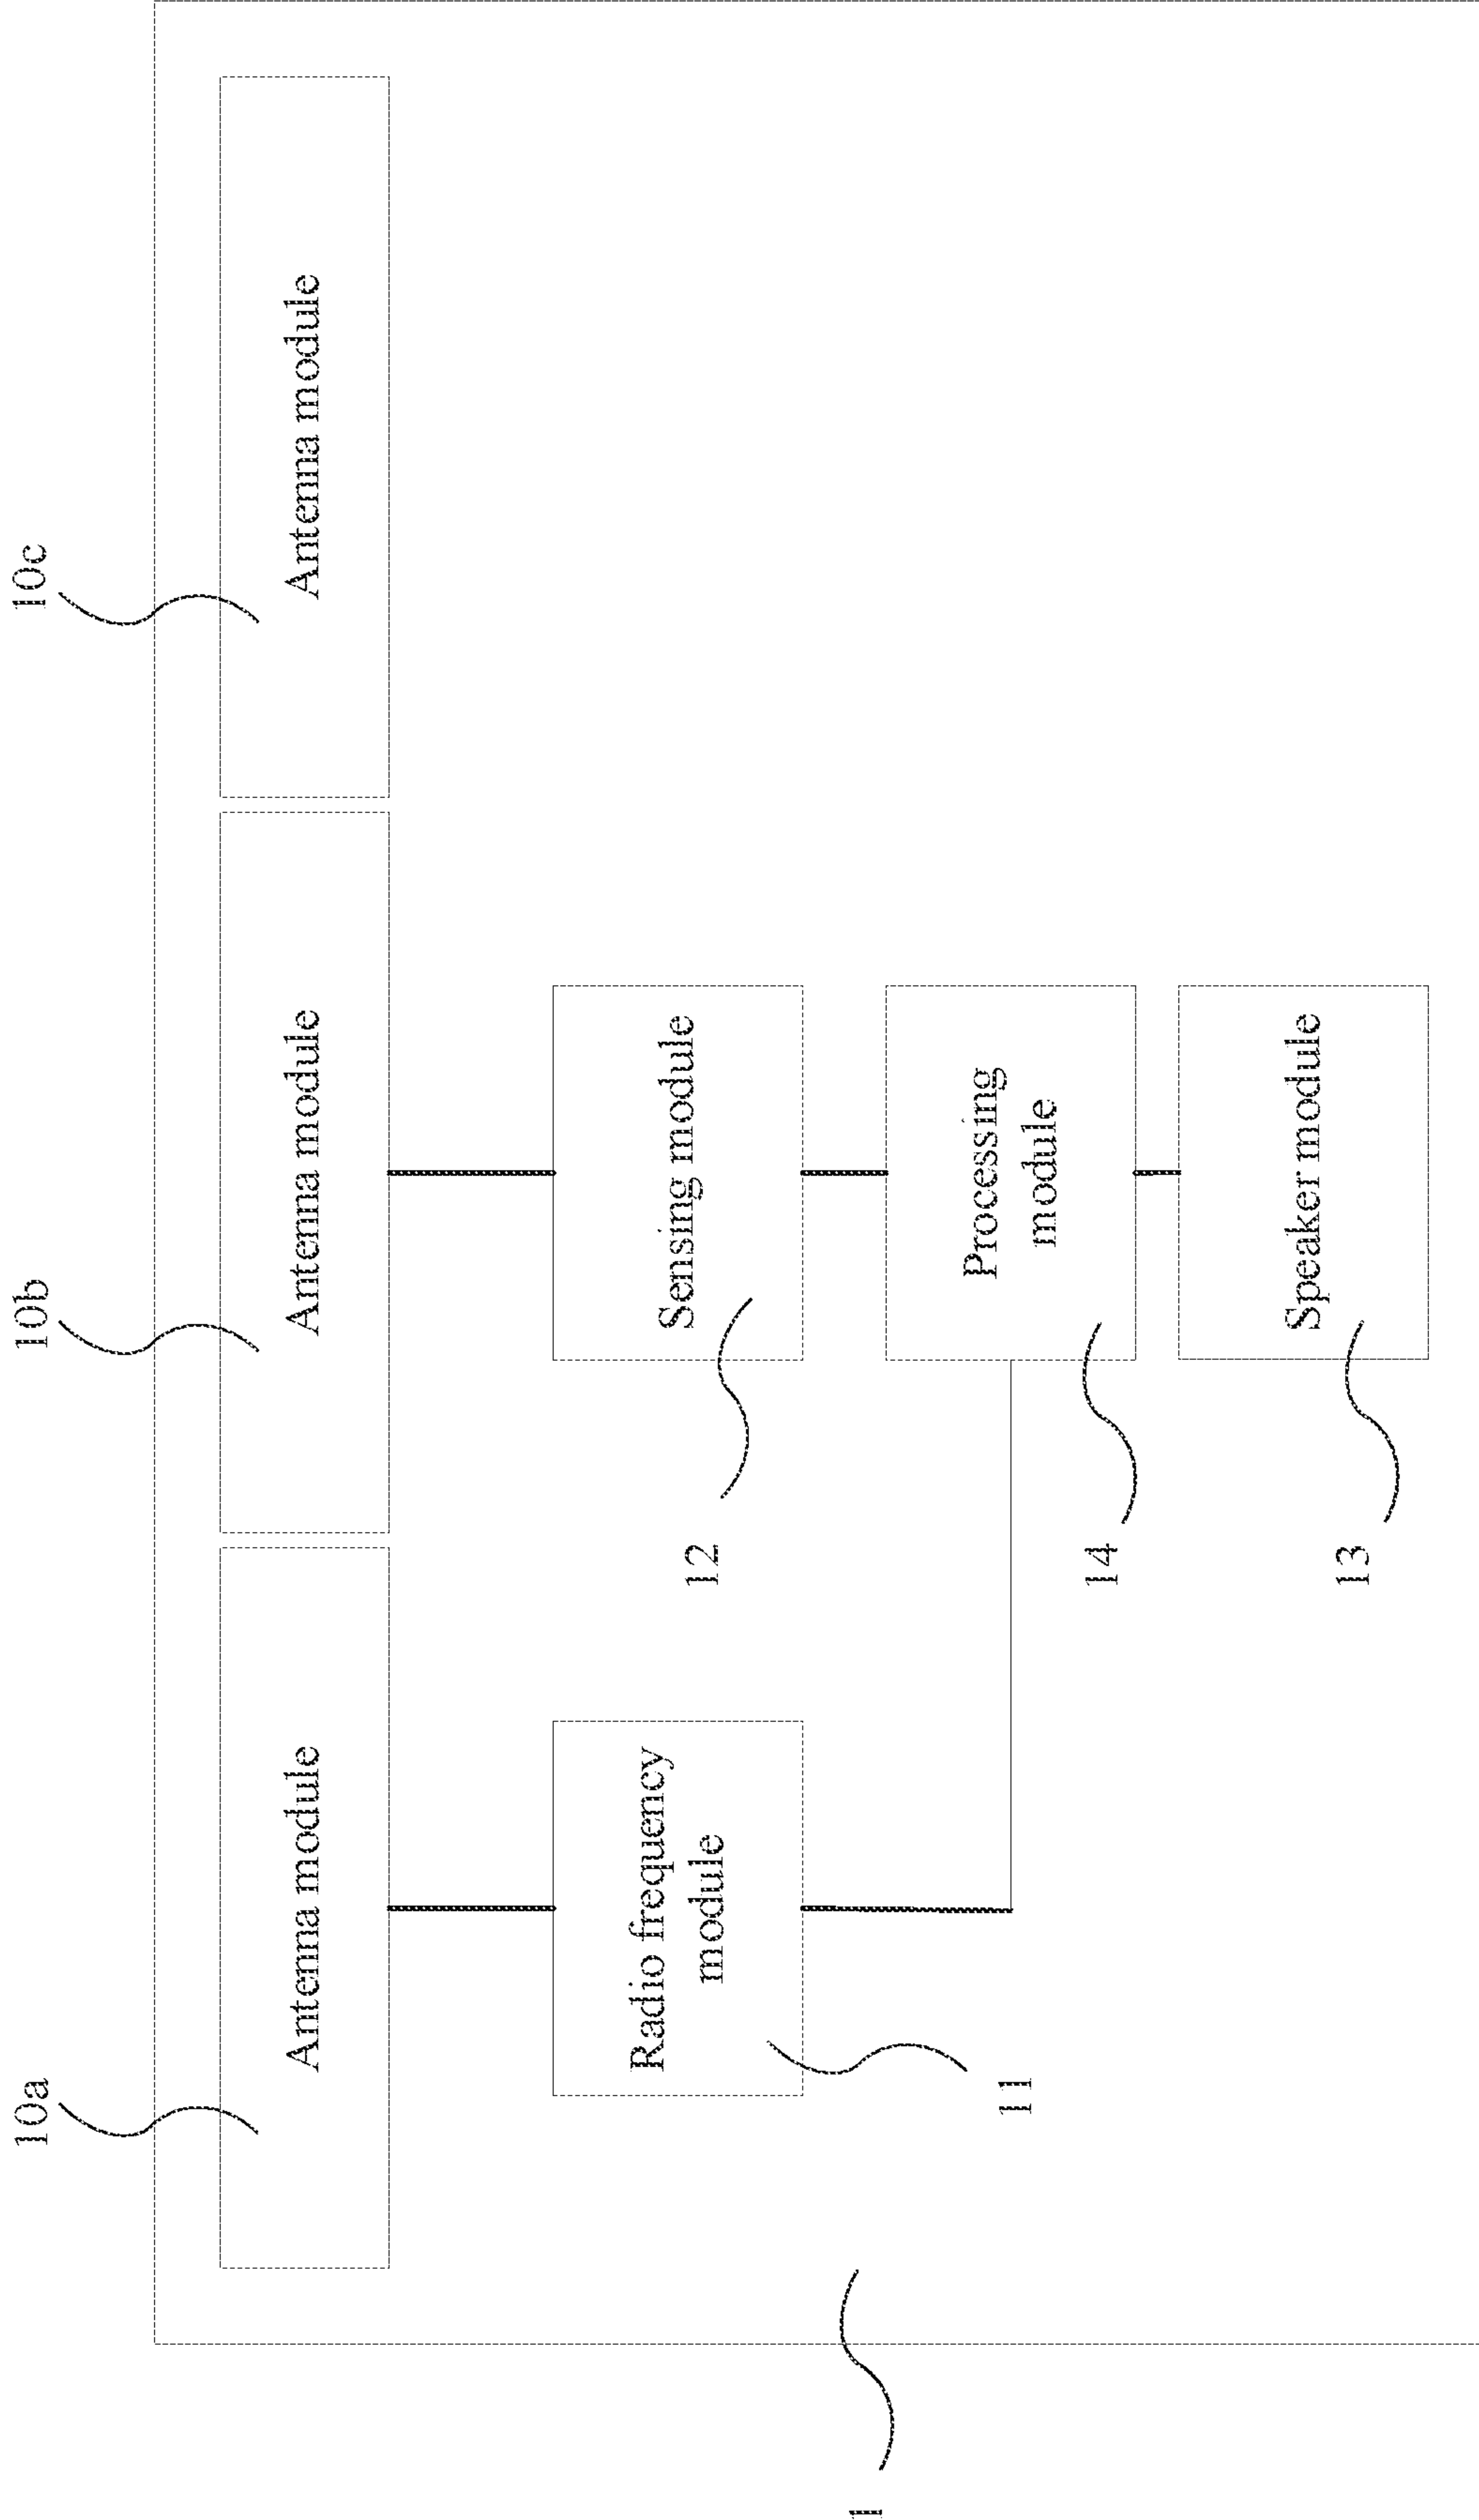 10a
10b
10c
Antenna module
Antenna module
Antenna module
Radio frequency
module
Sensing module
11
12
Processing
module
14
Speaker module
13
1